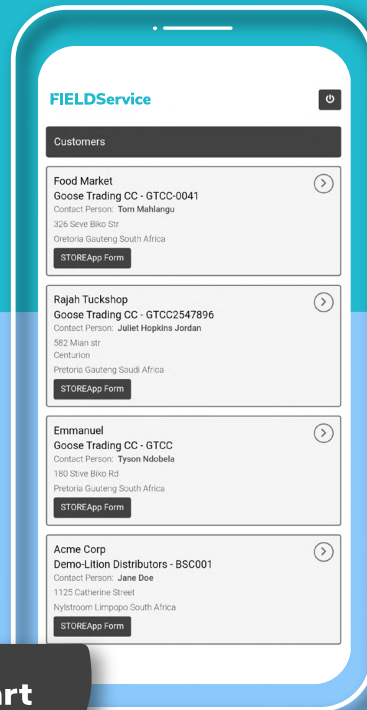 FIELDService
Customers
Food Market
Goose Trading CC - GTCC-0041
Contact Person: Tom Mahlangu
326 Seve Biko Str
Oretoria Gauteng South Africa
STOREApp Form
Rajah Tuckshop
Goose Trading CC - GTCC2547896
Contact Person: Juliet Hopkins Jordan
582 Mian str
Centurion
Pretoria Gauteng Saudi Africa
STOREApp Form
Emmanuel
Goose Trading CC - GTCC
Contact Person: Tyson Ndobela
180 Stive Biko Rd
Pretoria Guuteng South Africa
STOREApp Form
Acme Corp
Demo-Lition Distributors - BSC001
Contact Person: Jane Doe
1125 Catherine Street
Nylstroom Limpopo South Africa
STOREApp Form